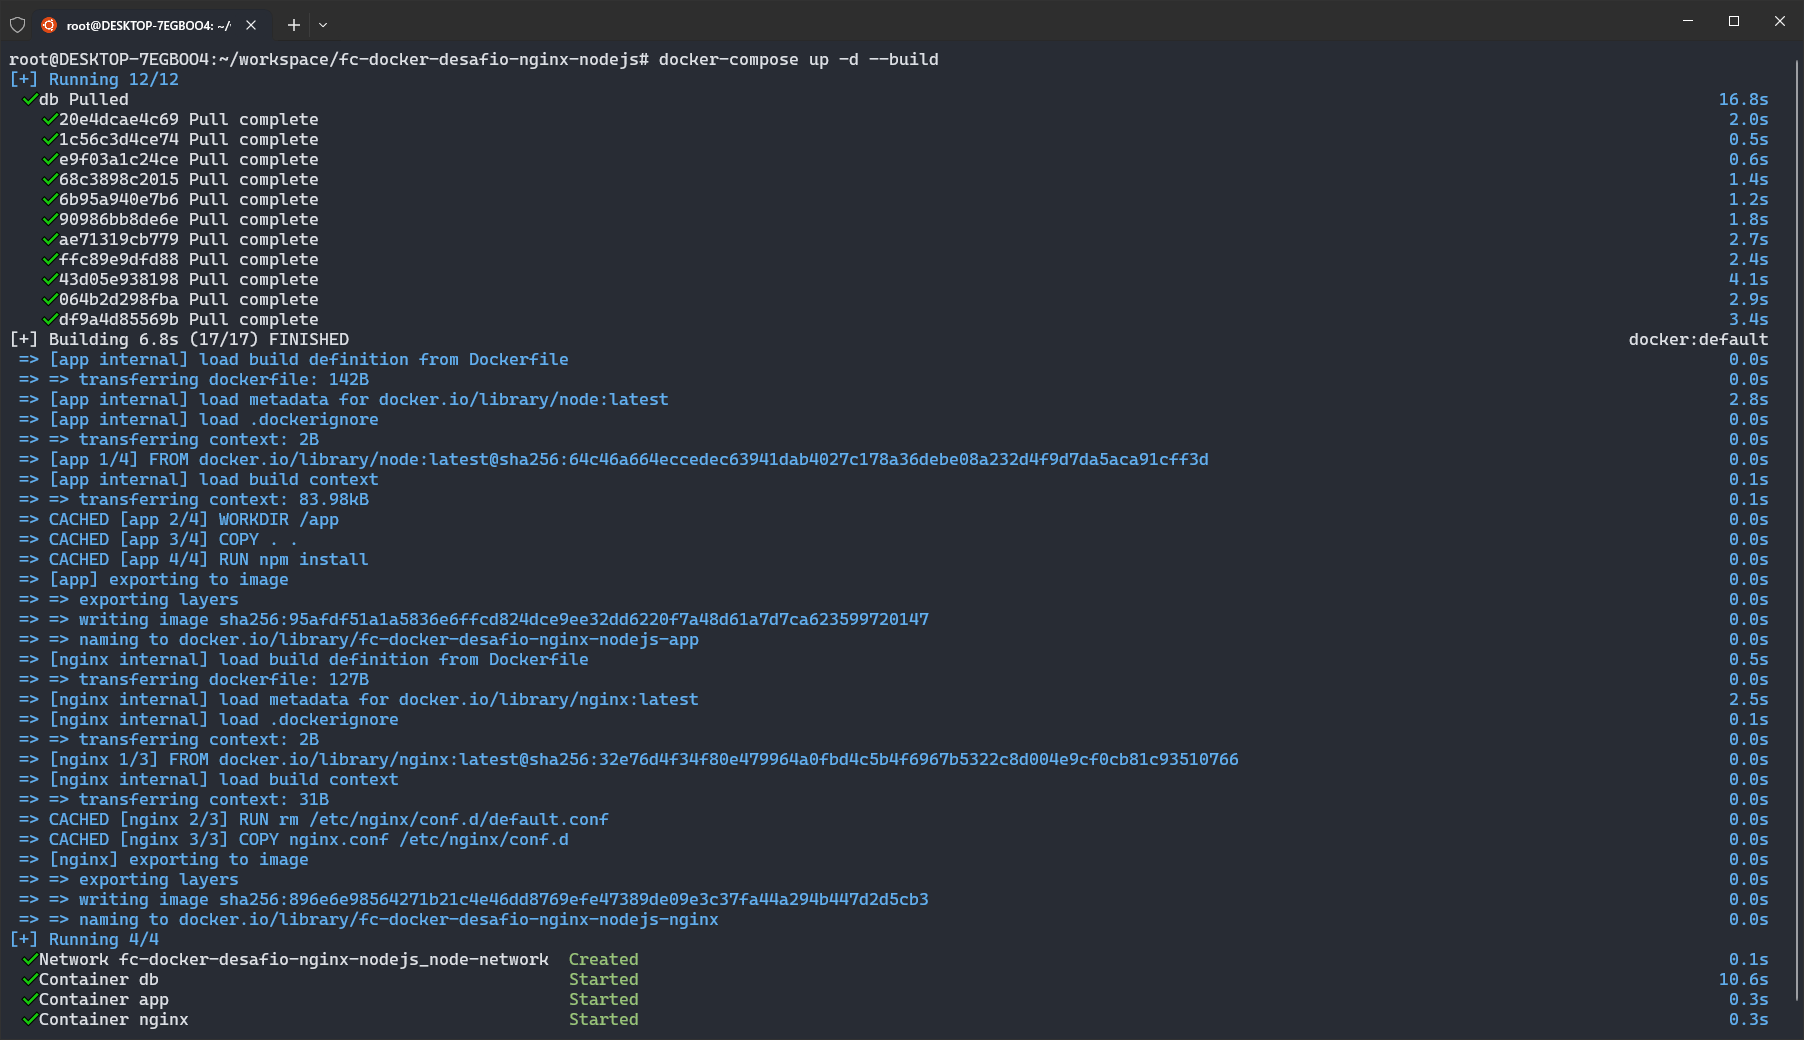 root@DESKTOP-7EGBOO4: ~/
root@DESKTOP-7EGBOO4:~/workspace/fc-docker-desafio-nginx-nodejs# docker-compose up -d --build
[+] Running 12/12
✔db Pulled 16.8s
✔20e4dcae4c69 Pull complete 2.0s
✔1c56c3d4ce74 Pull complete 0.5s
✔e9f03a1c24ce Pull complete 0.6s
✔68c3898c2015 Pull complete 1.4s
✔6b95a940e7b6 Pull complete 1.2s
✔90986bb8de6e Pull complete 1.8s
✔ae71319cb779 Pull complete 2.7s
✔ffc89e9dfd88 Pull complete 2.4s
✔43d05e938198 Pull complete 4.1s
✔064b2d298fba Pull complete 2.9s
✔df9a4d85569b Pull complete 3.4s
[+] Building 6.8s (17/17) FINISHED docker:default
=> [app internal] load build definition from Dockerfile 0.0s
=> => transferring dockerfile: 142B 0.0s
=> [app internal] load metadata for docker.io/library/node:latest 2.8s
=> [app internal] load .dockerignore 0.0s
=> => transferring context: 2B 0.0s
=> [app 1/4] FROM docker.io/library/node:latest@sha256:64c46a664eccedec63941dab4027c178a36debe08a232d4f9d7da5aca91cff3d 0.0s
=> [app internal] load build context 0.1s
=> => transferring context: 83.98kB 0.1s
=> CACHED [app 2/4] WORKDIR /app 0.0s
=> CACHED [app 3/4] COPY . . 0.0s
=> CACHED [app 4/4] RUN npm install 0.0s
=> [app] exporting to image 0.0s
=> => exporting layers 0.0s
=> => writing image sha256:95afdf51a1a5836e6ffcd824dce9ee32dd6220f7a48d61a7d7ca623599720147 0.0s
=> => naming to docker.io/library/fc-docker-desafio-nginx-nodejs-app 0.0s
=> [nginx internal] load build definition from Dockerfile 0.5s
=> => transferring dockerfile: 127B 0.0s
=> [nginx internal] load metadata for docker.io/library/nginx:latest 2.5s
=> [nginx internal] load .dockerignore 0.1s
=> => transferring context: 2B 0.0s
=> [nginx 1/3] FROM docker.io/library/nginx:latest@sha256:32e76d4f34f80e479964a0fbd4c5b4f6967b5322c8d004e9cf0cb81c93510766 0.0s
=> [nginx internal] load build context 0.0s
=> => transferring context: 31B 0.0s
=> CACHED [nginx 2/3] RUN rm /etc/nginx/conf.d/default.conf 0.0s
=> CACHED [nginx 3/3] COPY nginx.conf /etc/nginx/conf.d 0.0s
=> [nginx] exporting to image 0.0s
=> => exporting layers 0.0s
=> => writing image sha256:896e6e98564271b21c4e46dd8769efe47389de09e3c37fa44a294b447d2d5cb3 0.0s
=> => naming to docker.io/library/fc-docker-desafio-nginx-nodejs-nginx 0.0s
[+] Running 4/4
✔Network fc-docker-desafio-nginx-nodejs_node-network Created 0.1s
✔Container db Started 10.6s
✔Container app Started 0.3s
✔Container nginx Started 0.3s